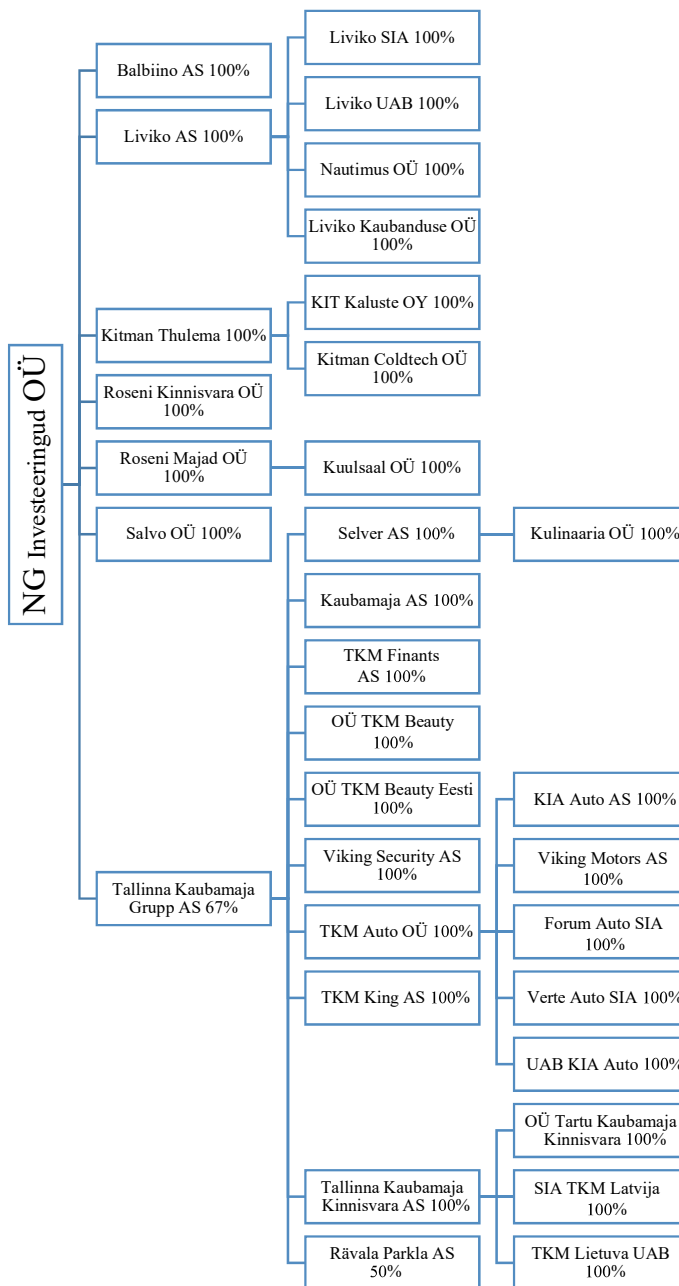 NG Investeeringud OÜ
Balbiino AS 100%
Liviko AS 100%
Liviko SIA 100%
Liviko UAB 100%
Nautimus OÜ 100%
Liviko Kaubanduse OÜ
100%
Kitman Thulema 100%
KIT Kaluste OY 100%
Kitman Coldtech OÜ
100%
Roseni Kinnisvara OÜ
100%
Roseni Majad OÜ
100%
Kuulsaal OÜ 100%
Salvo OÜ 100%
Tallinna Kaubamaja
Grupp AS 67%
Selver AS 100%
Kulinaaria OÜ 100%
Kaubamaja AS 100%
TKM Finants
AS 100%
OÜ TKM Beauty
100%
OÜ TKM Beauty Eesti
100%
Viking Security AS
100%
TKM Auto OÜ 100%
KIA Auto AS 100%
Viking Motors AS
100%
Forum Auto SIA
100%
Verte Auto SIA 100%
UAB KIA Auto 100%
TKM King AS 100%
Tallinna Kaubamaja
Kinnisvara AS 100%
OÜ Tartu Kaubamaja
Kinnisvara 100%
SIA TKM Latvija
100%
TKM Lietuva UAB
100%
Rävala Parkla AS
50%